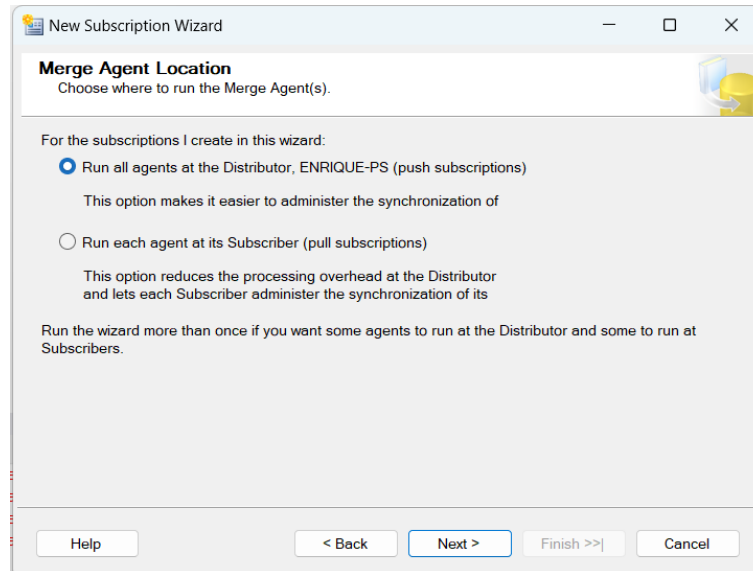 New Subscription Wizard
Merge Agent Location
Choose where to run the Merge Agent(s).
For the subscriptions I create in this wizard:
Run all agents at the Distributor, ENRIQUE-PS (push subscriptions)
This option makes it easier to administer the synchronization of
Run each agent at its Subscriber (pull subscriptions)
This option reduces the processing overhead at the Distributor
and lets each Subscriber administer the synchronization of its
Run the wizard more than once if you want some agents to run at the Distributor and some to run at
Subscribers.
Help
< Back
Next >
Finish >>|
Cancel